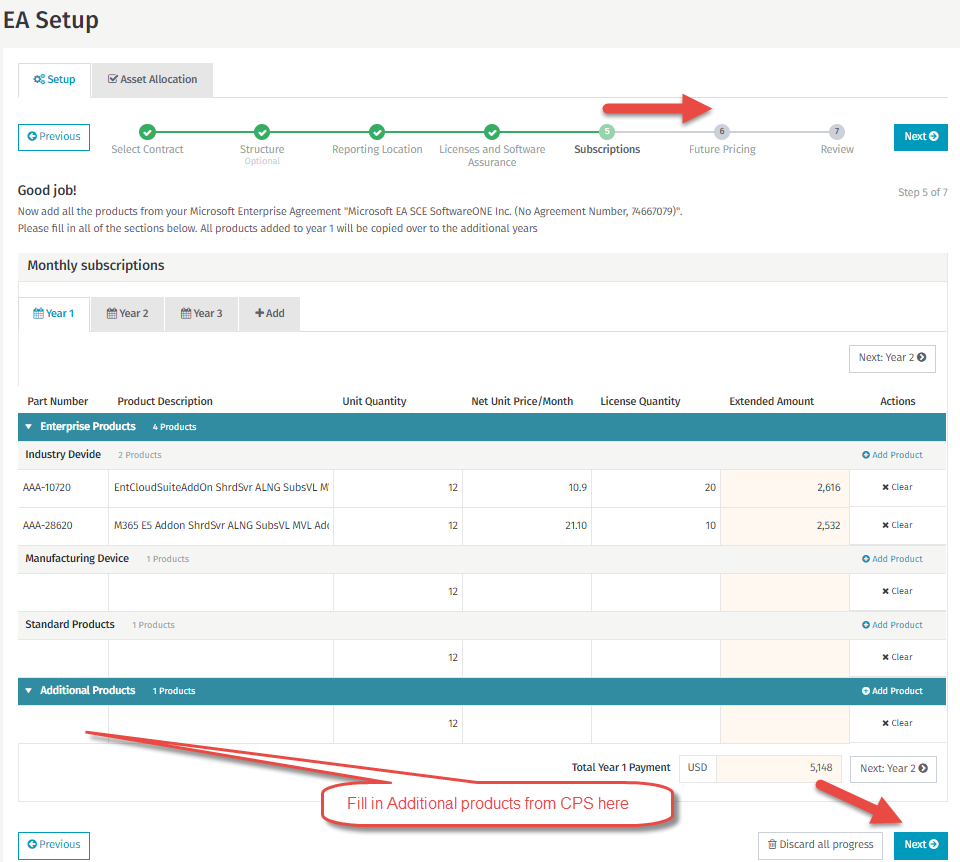 EA Setup
Setup
Asset Allocation
Previous
5
6
7
Next
Select Contract
Structure
Optional
Reporting Location
Licenses and Software
Assurance
Subscriptions
Future Pricing
Review
Good job!
Step 5 of 7
Now add all the products from your Microsoft Enterprise Agreement "Microsoft EA SCE SoftwareONE Inc. (No Agreement Number, 74667079)".
Please fill in all of the sections below. All products added to year 1 will be copied over to the additional years
Monthly subscriptions
Year 1
Year 2
Year 3
Add
Next: Year 2
Part Number Product Description Unit Quantity Net Unit Price/Month License Quantity Extended Amount Actions
Enterprise Products 4 Products
Industry Devide 2 Products Add Product
AAA-10720 EntCloudSuiteAddOn ShrdSvr ALNG SubsVL M 12 10.9 20 2,616 Clear
AAA-28620 M365 E5 Addon ShrdSvr ALNG SubsVL MVL Add 12 21.10 10 2,532 Clear
Manufacturing Device 1 Products Add Product
12 Clear
Standard Products 1 Products Add Product
12 Clear
Additional Products 1 Products Add Product
12 Clear
Total Year 1 Payment USD 5,148 Next: Year 2
Fill in Additional products from CPS here
Previous
Discard all progress
Next